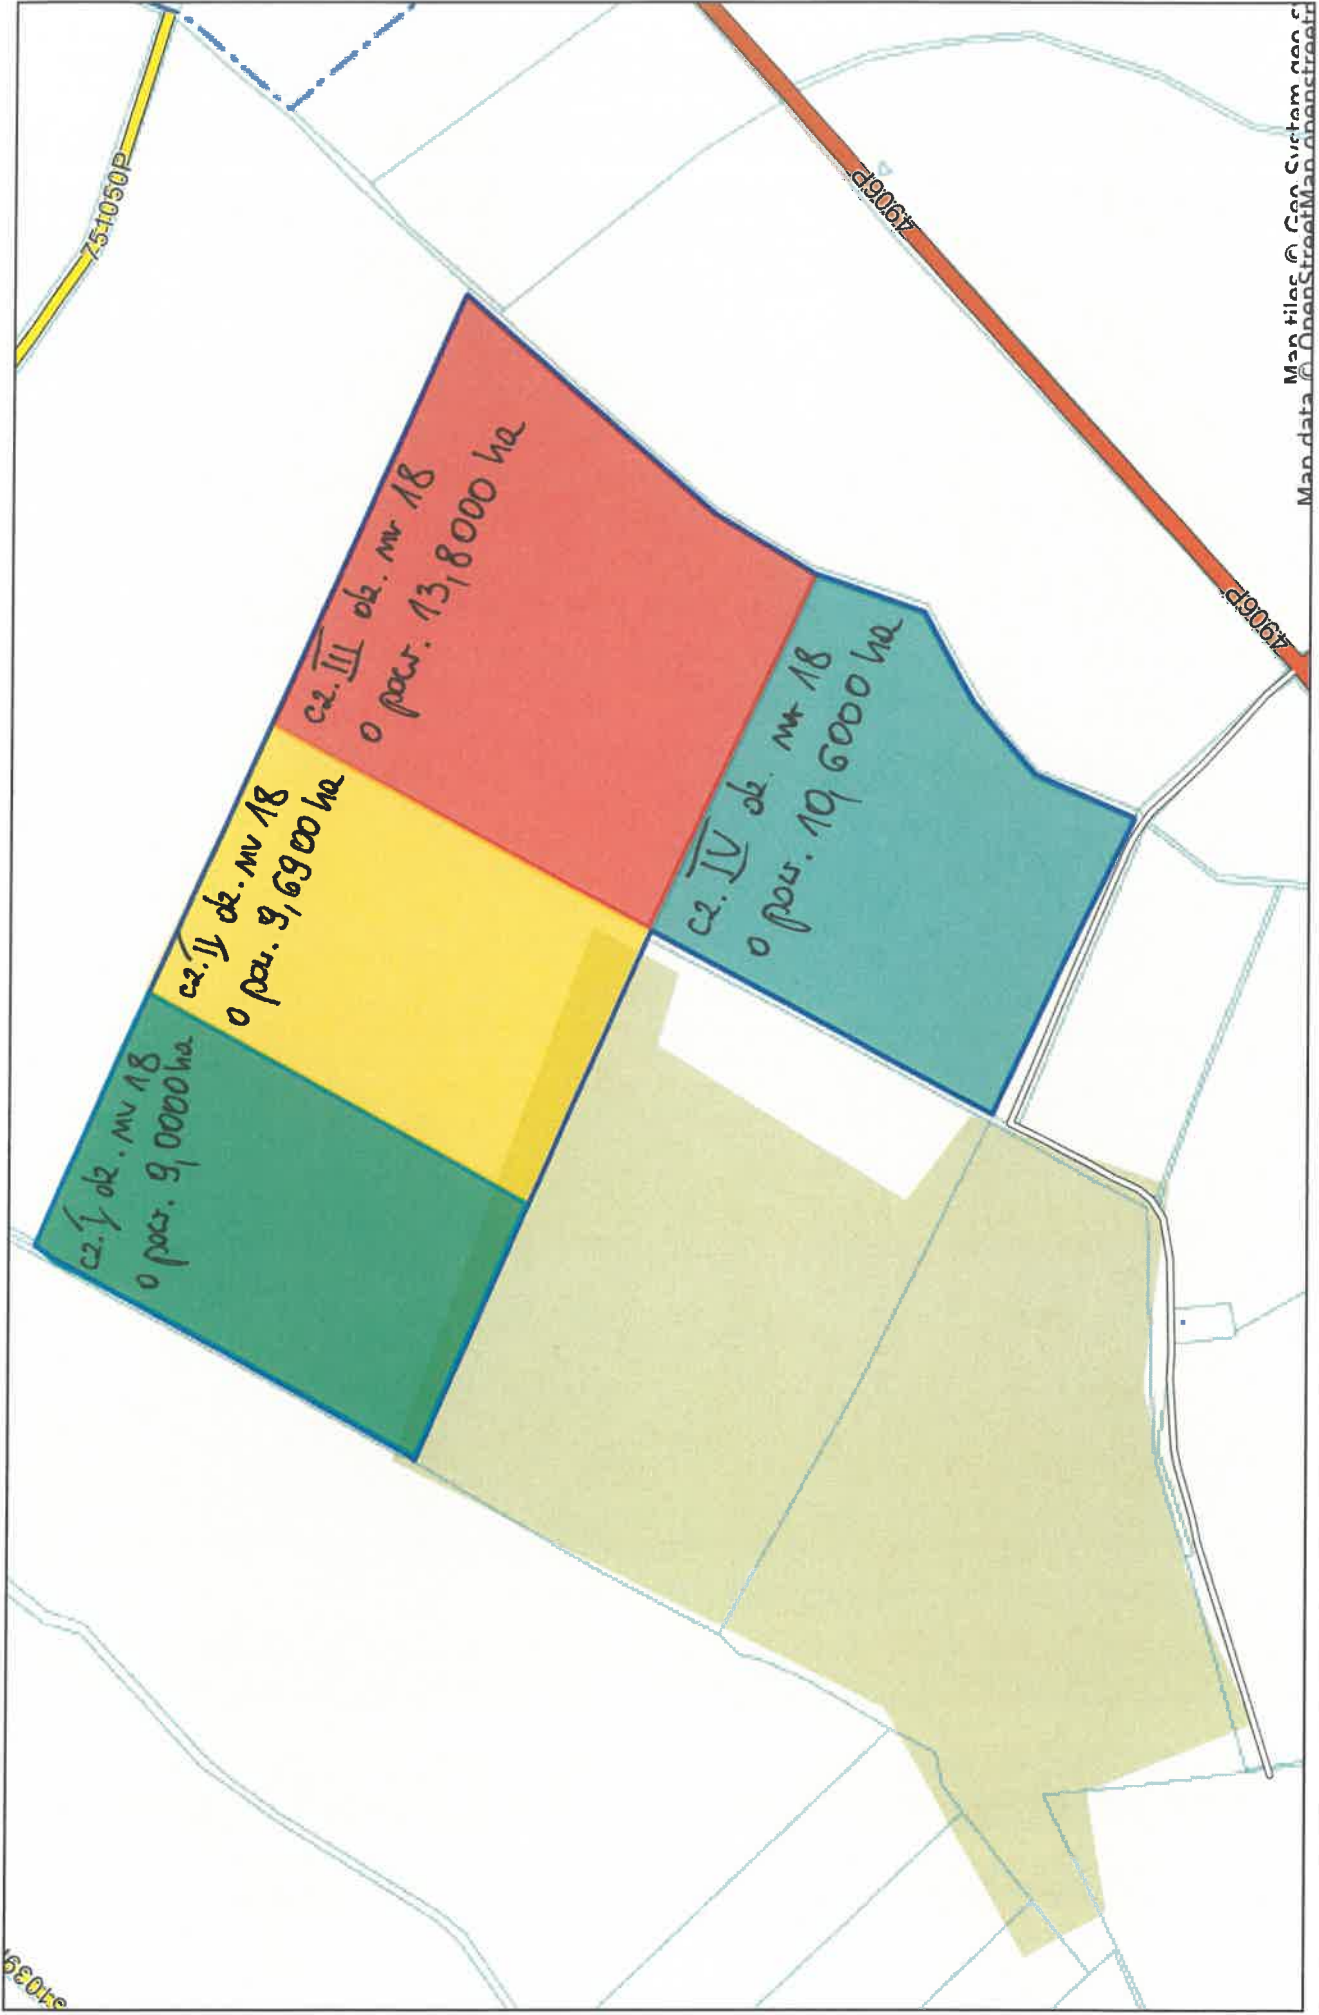 751050P
4906P
4906P
cz. I dz. nr 18
o pow. 9,0000 ha
cz. II dz. nr 18
o pow. 9,6900 ha
cz. III dz. nr 18
o pow. 13,8000 ha
cz. IV dz. nr 18
o pow. 10,6000 ha
Map tiles © Geo-System geo-s
Map data © OpenStreetMap openstreetm